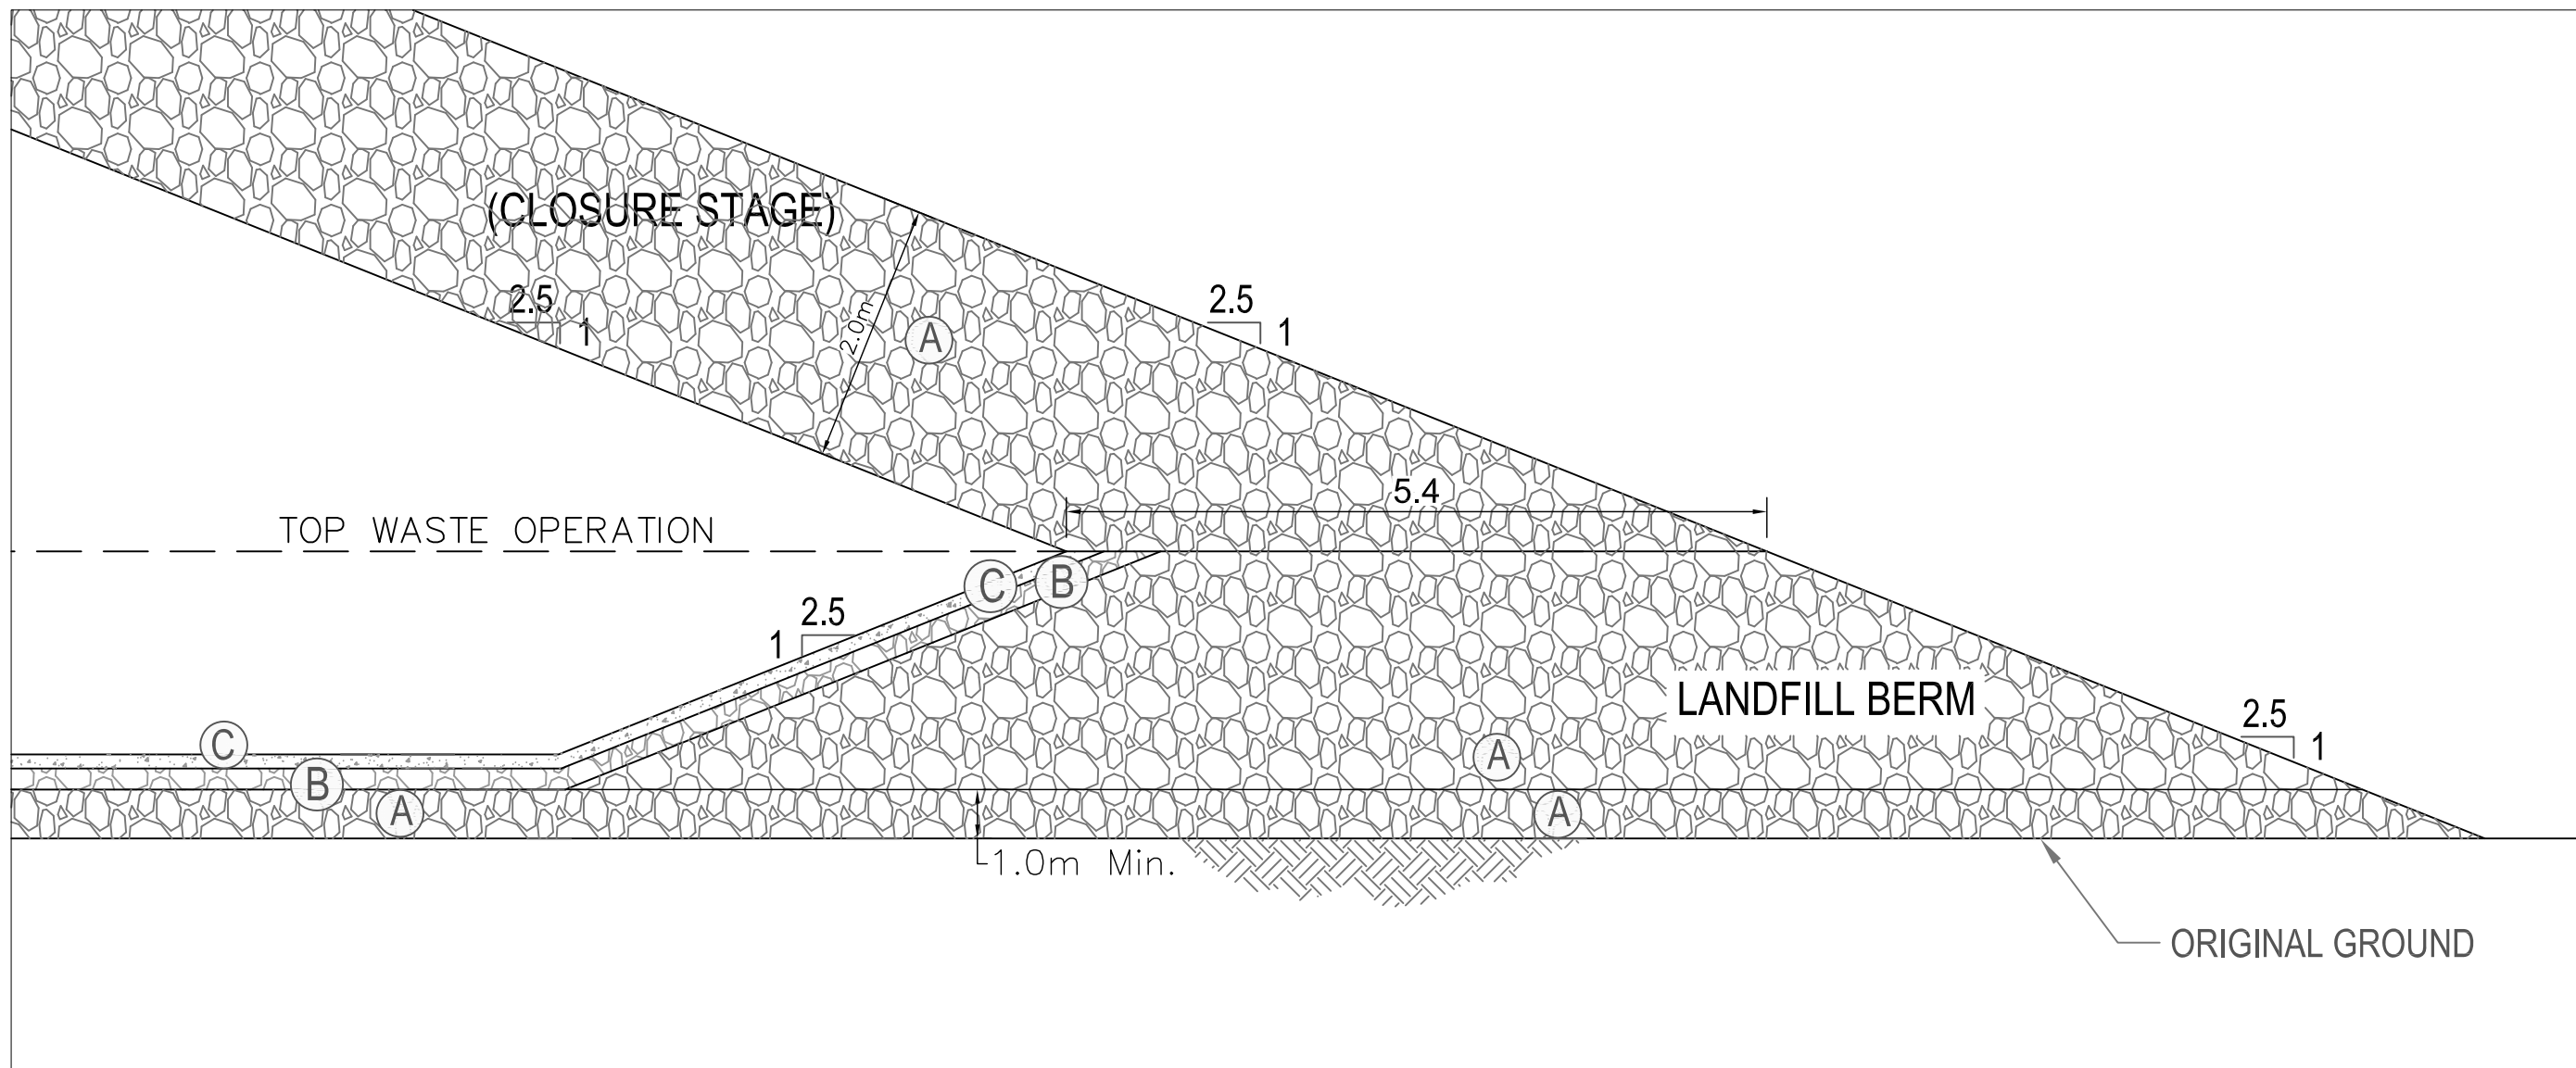 (CLOSURE STAGE)
2.5
1
2.0m
A
2.5
1
5.4
TOP WASTE OPERATION
C
B
2.5
1
LANDFILL BERM
2.5
1
C
B
A
A
A
1.0m Min.
ORIGINAL GROUND